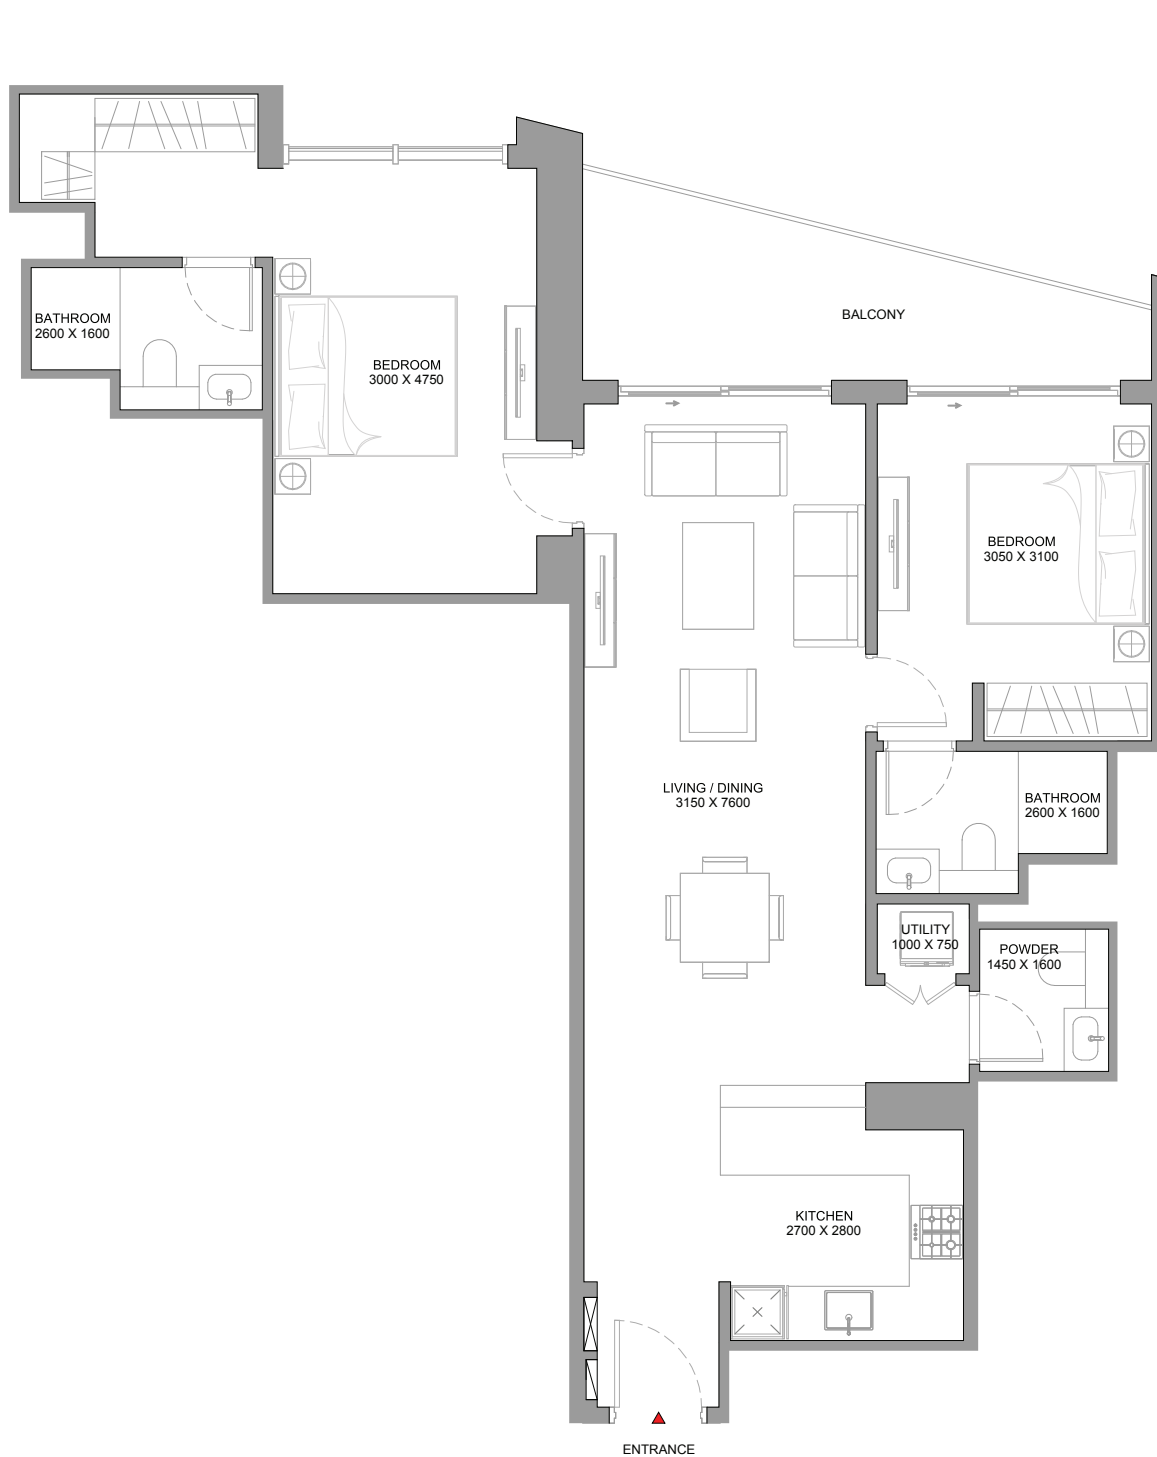 BALCONY
BATHROOM
2600 X 1600
BEDROOM
3000 X 4750
BEDROOM
3050 X 3100
LIVING / DINING
3150 X 7600
BATHROOM
2600 X 1600
UTILITY
1000 X 750
POWDER
1450 X 1600
KITCHEN
2700 X 2800
ENTRANCE